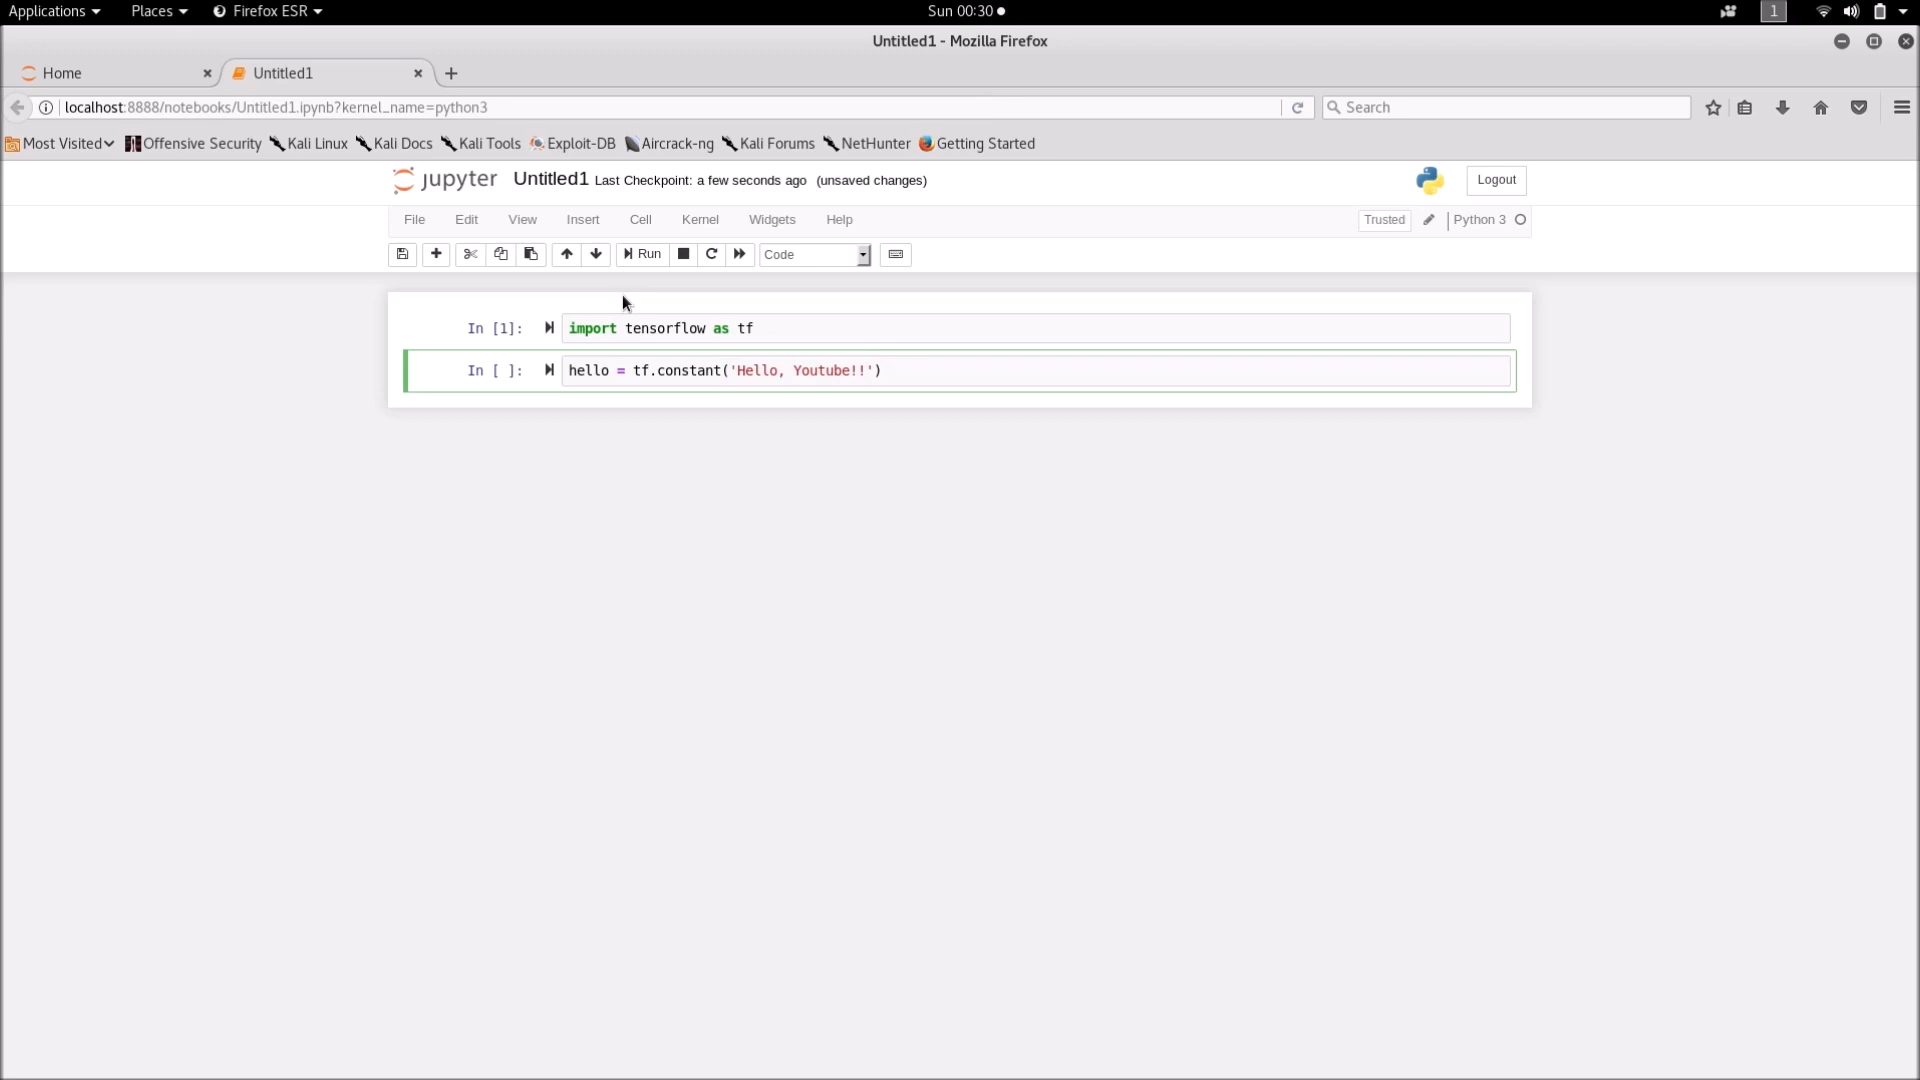 Applications Places Firefox ESR Sun 00:30 1
Untitled1 - Mozilla Firefox
Home Untitled1
localhost:8888/notebooks/Untitled1.ipynb?kernel_name=python3 Search
Most Visited Offensive Security Kali Linux Kali Docs Kali Tools Exploit-DB Aircrack-ng Kali Forums NetHunter Getting Started
jupyter Untitled1 Last Checkpoint: a few seconds ago (unsaved changes) Logout
File Edit View Insert Cell Kernel Widgets Help Trusted Python 3
Run Code
In [1]: import tensorflow as tf
In [ ]: hello = tf.constant('Hello, Youtube!!')